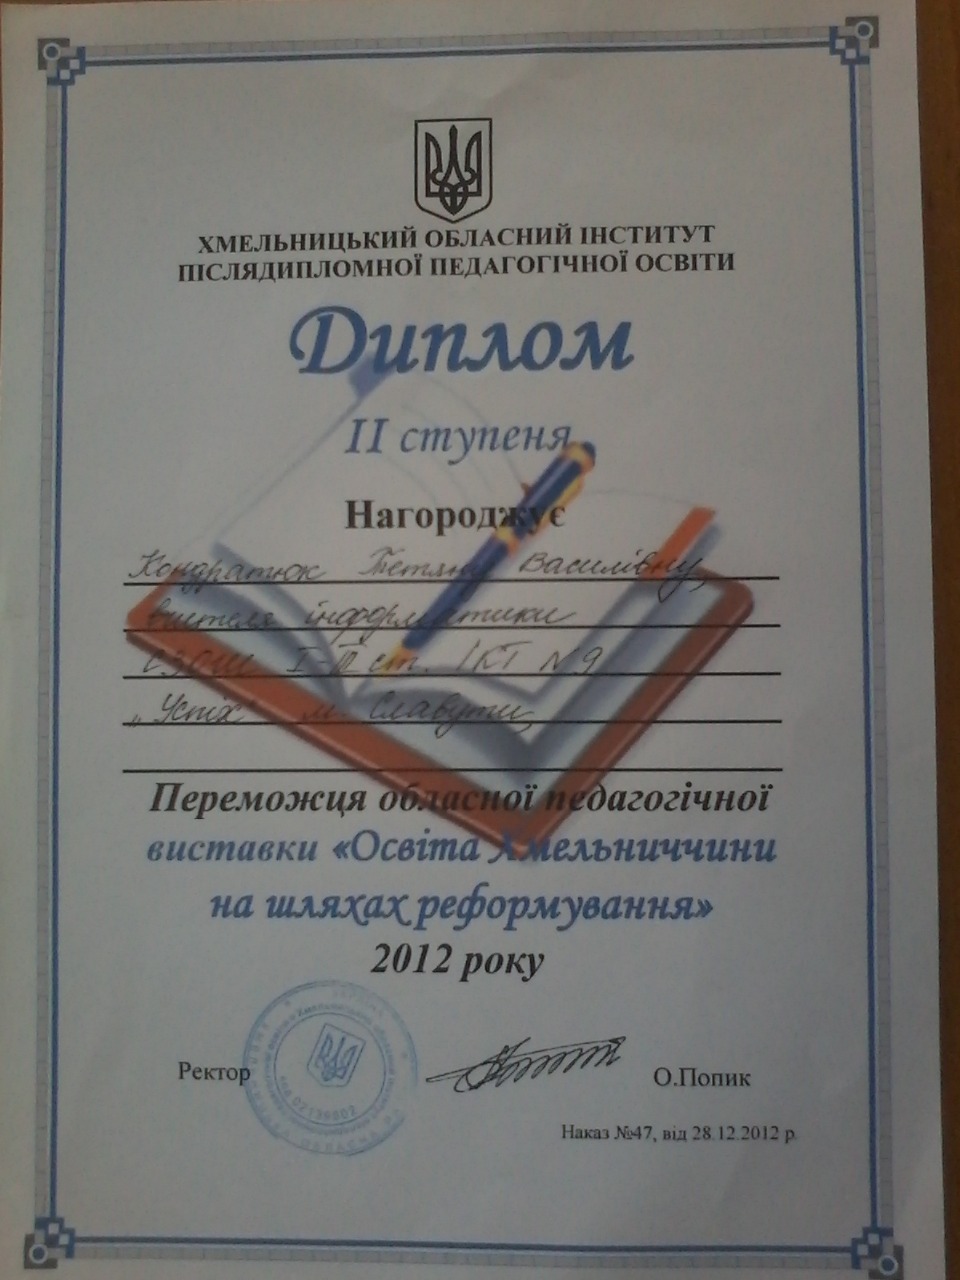 ХМЕЛЬНИЦЬКИЙ ОБЛАСНИЙ ІНСТИТУТ
ПІСЛЯДИПЛОМНОЇ ПЕДАГОГІЧНОЇ ОСВІТИ
Диплом
ІІ ступеня
Нагороджує
Кондратюк Тетяну Василівну,
вчителя інформатики
СЗОШ І-ІІІ ст. ІКТ №9
„Успіх" м. Славути,
Переможця обласної педагогічної
виставки «Освіта Хмельниччини
на шляхах реформування»
2012 року
Ректор
О.Попик
Наказ №47, від 28.12.2012 р.